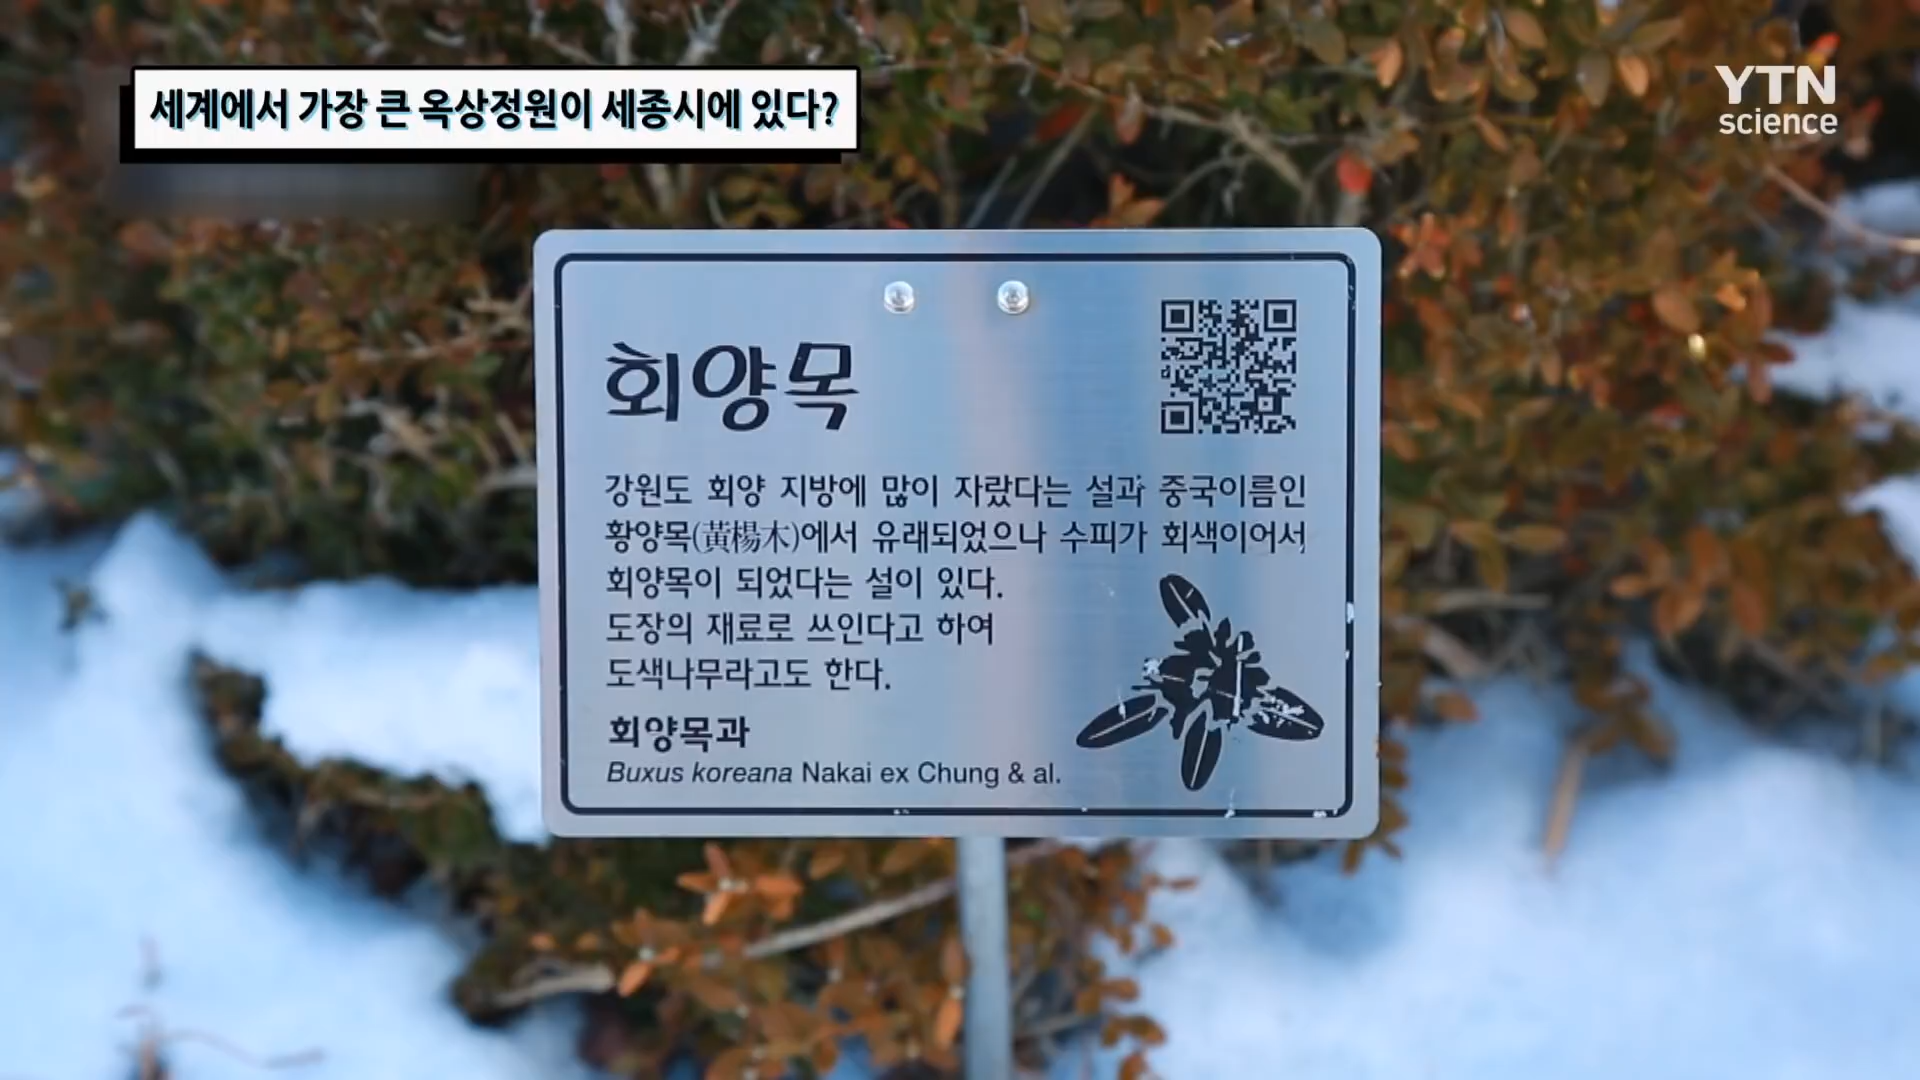 세계에서 가장 큰 옥상정원이 세종시에 있다?
YTN
science
회양목
강원도 회양 지방에 많이 자랐다는 설과 중국이름인
황양목(黃楊木)에서 유래되었으나 수피가 회색이어서
회양목이 되었다는 설이 있다.
도장의 재료로 쓰인다고 하여
도색나무라고도 한다.
회양목과
Buxus koreana Nakai ex Chung & al.